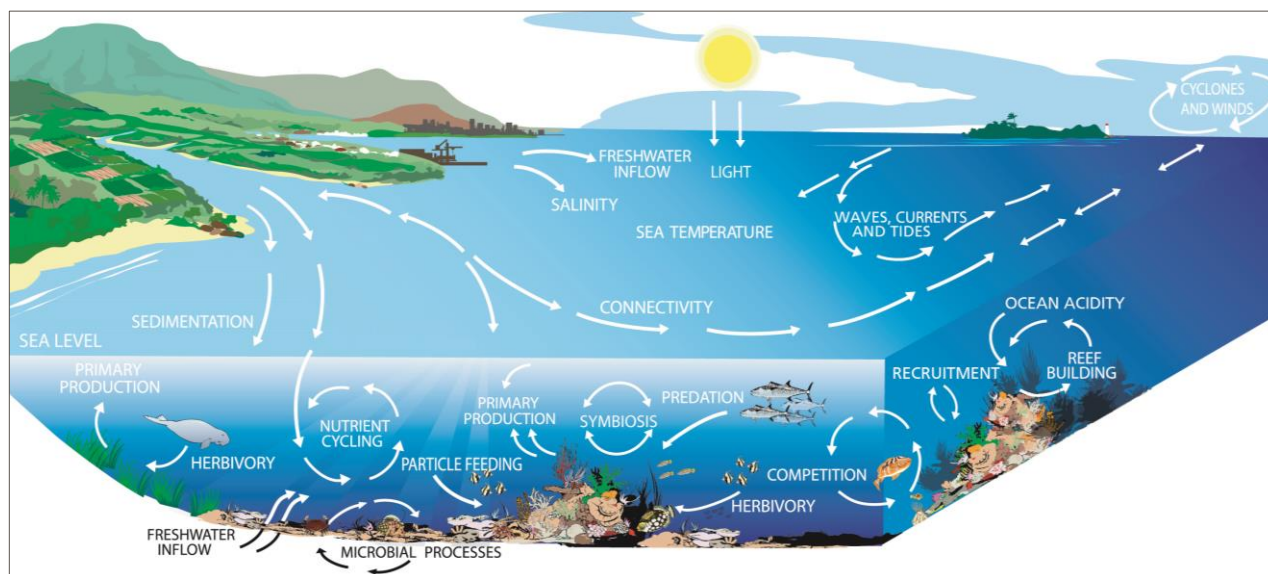 CYCLONES
AND WINDS
FRESHWATER
INFLOW
LIGHT
SALINITY
SEA TEMPERATURE
WAVES, CURRENTS
AND TIDES
CONNECTIVITY
SEDIMENTATION
OCEAN ACIDITY
SEA LEVEL
REEF
BUILDING
PRIMARY
PRODUCTION
RECRUITMENT
PREDATION
PRIMARY
PRODUCTION
SYMBIOSIS
NUTRIENT
CYCLING
HERBIVORY
PARTICLE FEEDING
COMPETITION
HERBIVORY
FRESHWATER
INFLOW
MICROBIAL PROCESSES